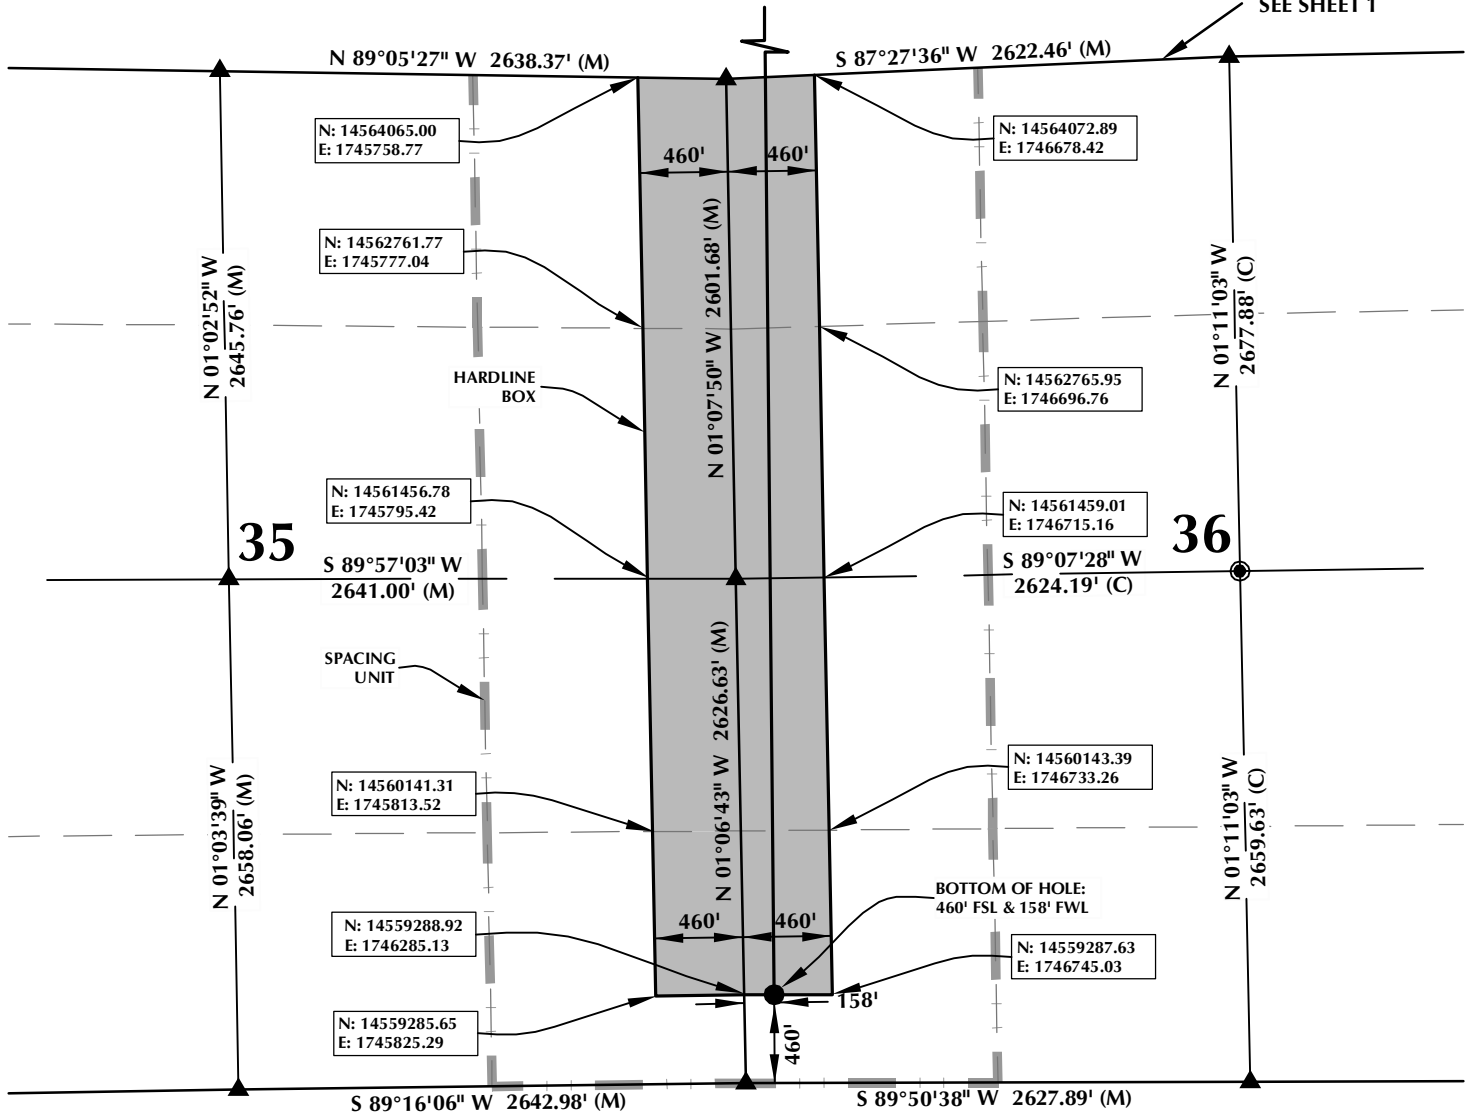 SEE SHEET 1
N 89°05'27" W 2638.37' (M)
S 87°27'36" W 2622.46' (M)
N: 14564065.00
E: 1745758.77
N: 14564072.89
E: 1746678.42
460'
460'
N: 14562761.77
E: 1745777.04
N 01°02'52" W
2645.76' (M)
N 01°07'50" W 2601.68' (M)
N 01°11'03" W
2677.88' (C)
HARDLINE
BOX
N: 14562765.95
E: 1746696.76
N: 14561456.78
E: 1745795.42
N: 14561459.01
E: 1746715.16
35
36
S 89°57'03" W
2641.00' (M)
S 89°07'28" W
2624.19' (C)
SPACING
UNIT
N 01°06'43" W 2626.63' (M)
N: 14560141.31
E: 1745813.52
N: 14560143.39
E: 1746733.26
N 01°03'39" W
2658.06' (M)
N 01°11'03" W
2659.63' (C)
BOTTOM OF HOLE:
460' FSL & 158' FWL
460'
460'
N: 14559288.92
E: 1746285.13
N: 14559287.63
E: 1746745.03
158'
N: 14559285.65
E: 1745825.29
460'
S 89°16'06" W 2642.98' (M)
S 89°50'38" W 2627.89' (M)